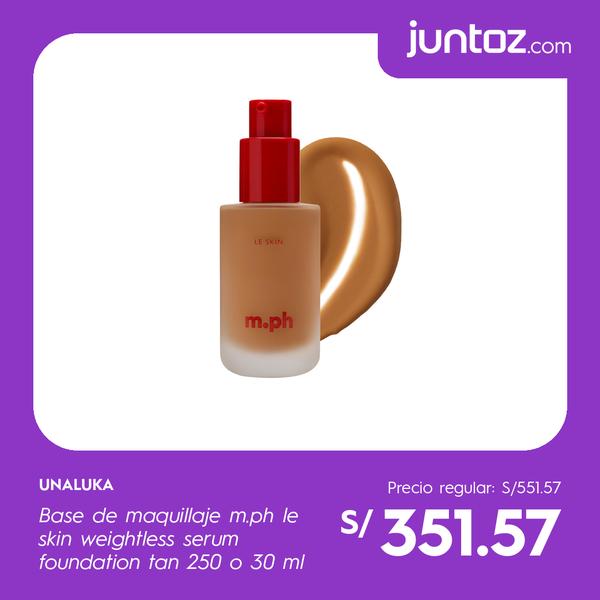 juntoz.com
LE SKIN
m.ph
UNALUKA
Base de maquillaje m.ph le
skin weightless serum
foundation tan 250 o 30 ml
Precio regular: S/551.57
S/ 351.57